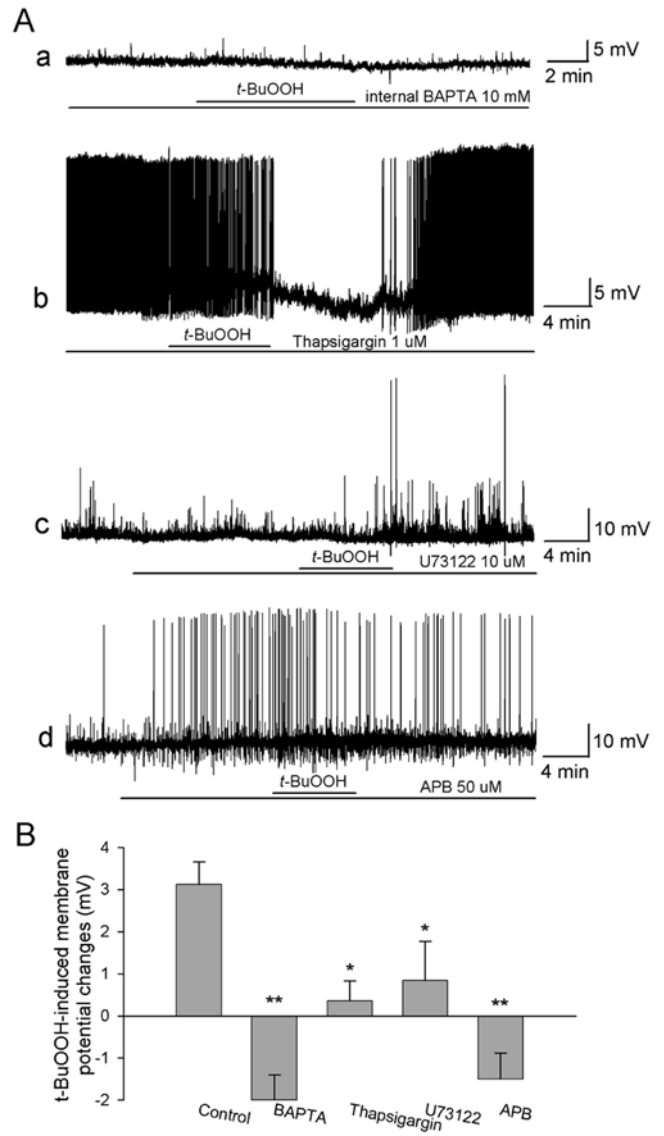 A
a
5 mV
2 min
t-BuOOH
internal BAPTA 10 mM
b
5 mV
4 min
t-BuOOH
Thapsigargin 1 uM
c
10 mV
4 min
t-BuOOH
U73122 10 uM
d
10 mV
4 min
t-BuOOH
APB 50 uM
B
t-BuOOH-induced membrane
potential changes (mV)
3
2
1
0
-1
-2
**
*
*
**
Control
BAPTA
Thapsigargin
U73122
APB